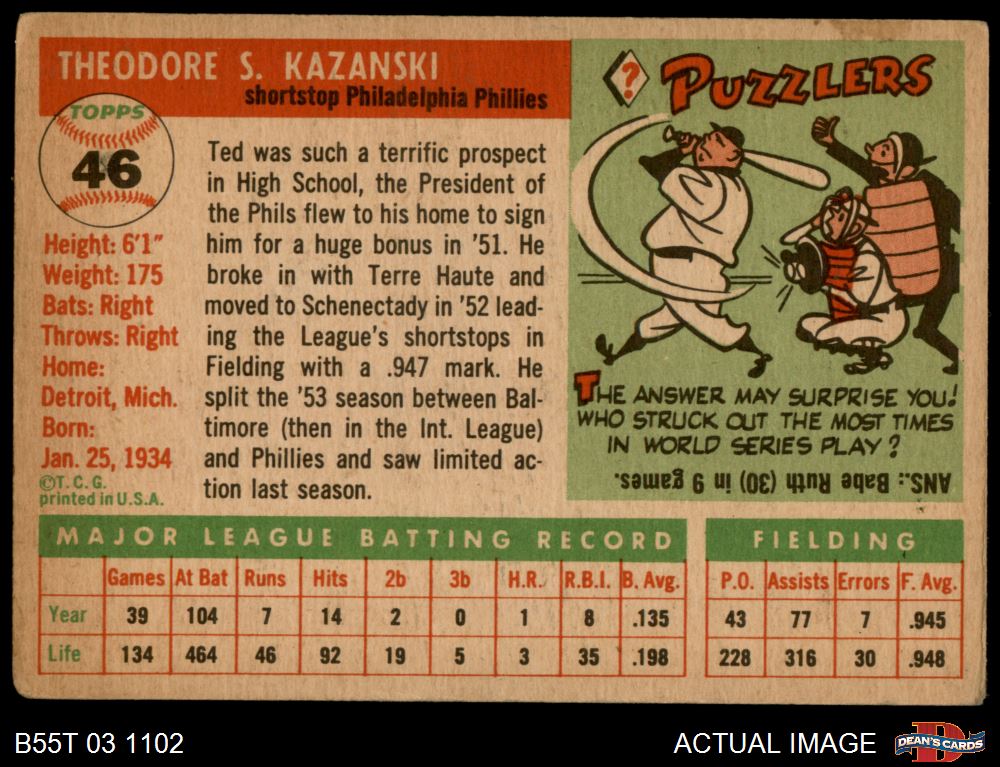 THEODORE S. KAZANSKI
shortstop Philadelphia Phillies
TOPPS
46
Height: 6'1"
Weight: 175
Bats: Right
Throws: Right
Home:
Detroit, Mich.
Born:
Jan. 25, 1934
©T. C. G.
printed in U.S.A.
Ted was such a terrific prospect
in High School, the President of
the Phils flew to his home to sign
him for a huge bonus in '51. He
broke in with Terre Haute and
moved to Schenectady in '52 lead-
ing the League's shortstops in
Fielding with a .947 mark. He
split the '53 season between Bal-
timore (then in the Int. League)
and Phillies and saw limited ac-
tion last season.
? PUZZLERS
THE ANSWER MAY SURPRISE YOU!
WHO STRUCK OUT THE MOST TIMES
IN WORLD SERIES PLAY?
ANS.: Babe Ruth (30) in 9 games.
MAJOR LEAGUE BATTING RECORD
Games At Bat Runs Hits 2b 3b H.R. R.B.I. B. Avg.
Year 39 104 7 14 2 0 1 8 .135
Life 134 464 46 92 19 5 3 35 .198
FIELDING
P.O. Assists Errors F. Avg.
43 77 7 .945
228 316 30 .948
B55T 03 1102
ACTUAL IMAGE
D
DEAN'S CARDS